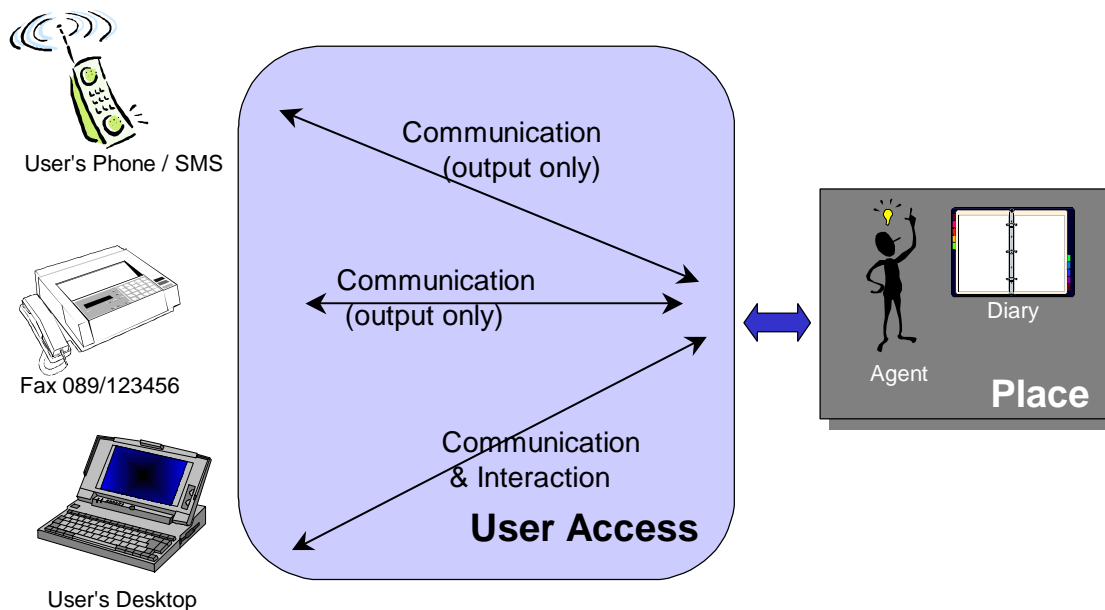 User's Phone / SMS
Communication
(output only)
Communication
(output only)
Fax 089/123456
Communication
& Interaction
User Access
User's Desktop
Agent
Diary
Place